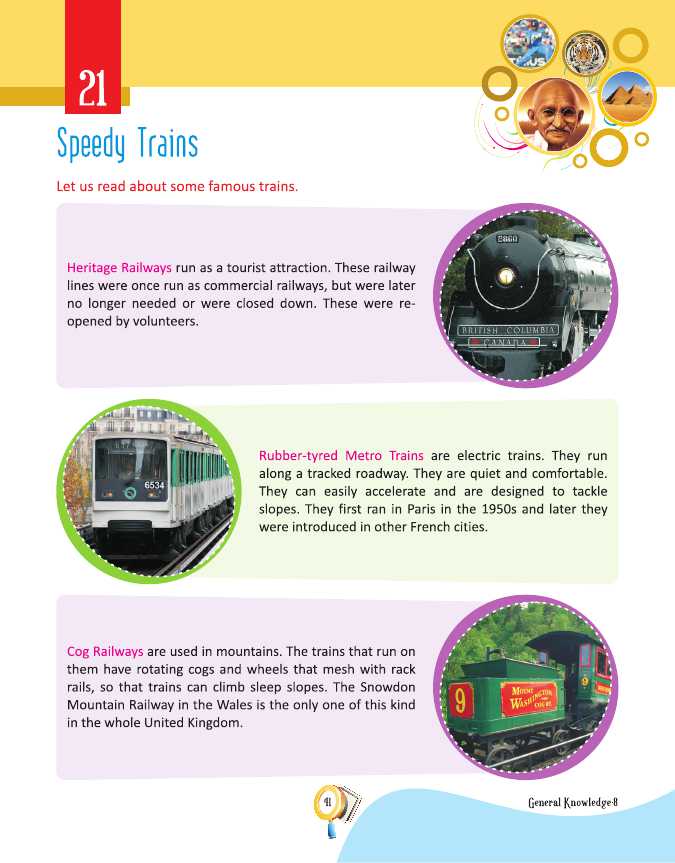 21
Speedy Trains
Let us read about some famous trains.
Heritage Railways run as a tourist attraction. These railway
lines were once run as commercial railways, but were later
no longer needed or were closed down. These were re-
opened by volunteers.
2860
BRITISH COLUMBIA
CANADA
Rubber-tyred Metro Trains are electric trains. They run
along a tracked roadway. They are quiet and comfortable.
They can easily accelerate and are designed to tackle
slopes. They first ran in Paris in the 1950s and later they
were introduced in other French cities.
6534
Cog Railways are used in mountains. The trains that run on
them have rotating cogs and wheels that mesh with rack
rails, so that trains can climb sleep slopes. The Snowdon
Mountain Railway in the Wales is the only one of this kind
in the whole United Kingdom.
9
MOUNT
WASHINGTON
COG RY
9
41
General Knowledge-8